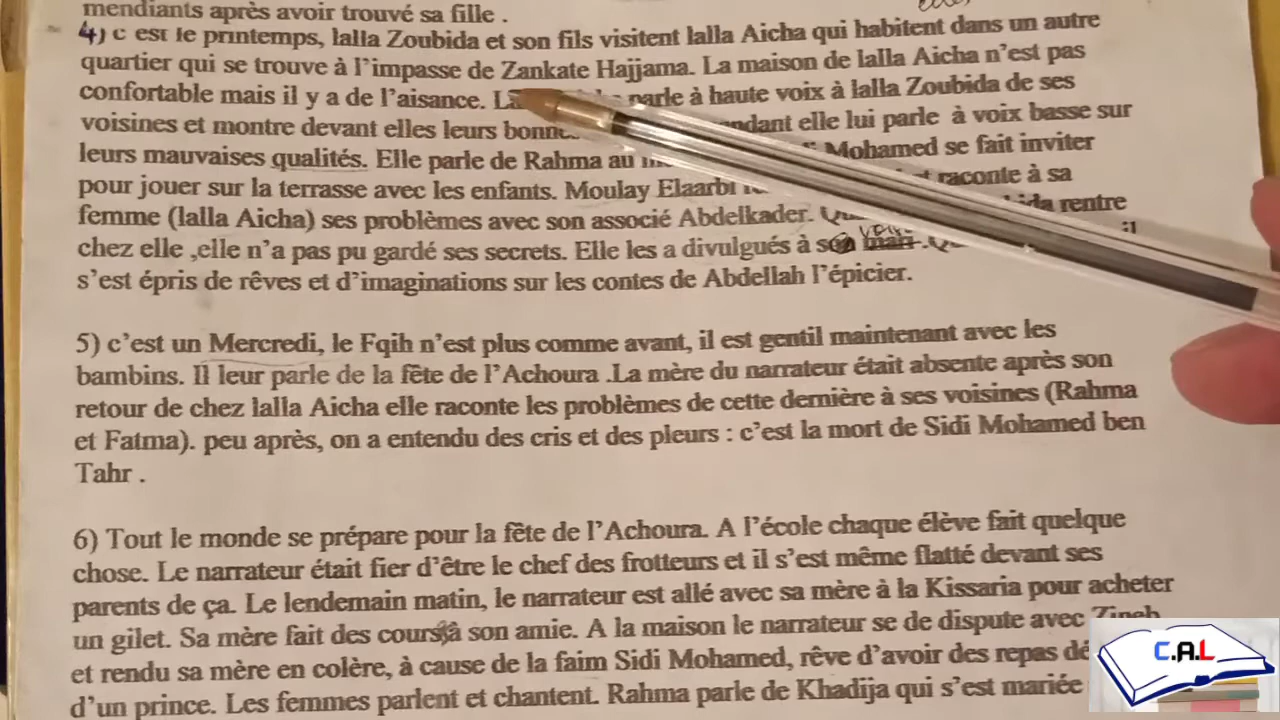 mendiants après avoir trouvé sa fille .
4) c est le printemps, lalla Zoubida et son fils visitent lalla Aicha qui habitent dans un autre
quartier qui se trouve à l'impasse de Zankate Hajjama. La maison de lalla Aicha n'est pas
confortable mais il y a de l'aisance. parle à haute voix à lalla Zoubida de ses
voisines et montre devant elles leurs elle lui parle à voix basse sur
leurs mauvaises qualités. Elle parle de Rahma au Mohamed se fait inviter
pour jouer sur la terrasse avec les enfants. Moulay Elaarbi raconte à sa
femme (lalla Aicha) ses problèmes avec son associé Abdelkader. rentre
chez elle ,elle n'a pas pu gardé ses secrets. Elle les a divulgués à il
s'est épris de rêves et d'imaginations sur les contes de Abdellah l'épicier.
5) c'est un Mercredi, le Fqih n'est plus comme avant, il est gentil maintenant avec les
bambins. Il leur parle de la fête de l'Achoura .La mère du narrateur était absente après son
retour de chez lalla Aicha elle raconte les problèmes de cette dernière à ses voisines (Rahma
et Fatma). peu après, on a entendu des cris et des pleurs : c'est la mort de Sidi Mohamed ben
Tahr .
6) Tout le monde se prépare pour la fête de l'Achoura. A l'école chaque élève fait quelque
chose. Le narrateur était fier d'être le chef des frotteurs et il s'est même flatté devant ses
parents de ça. Le lendemain matin, le narrateur est allé avec sa mère à la Kissaria pour acheter
un gilet. Sa mère fait des cours à son amie. A la maison le narrateur se de dispute avec Zineb
et rendu sa mère en colère, à cause de la faim Sidi Mohamed, rêve d'avoir des repas
d'un prince. Les femmes parlent et chantent. Rahma parle de Khadija qui s'est mariée
C.A.L